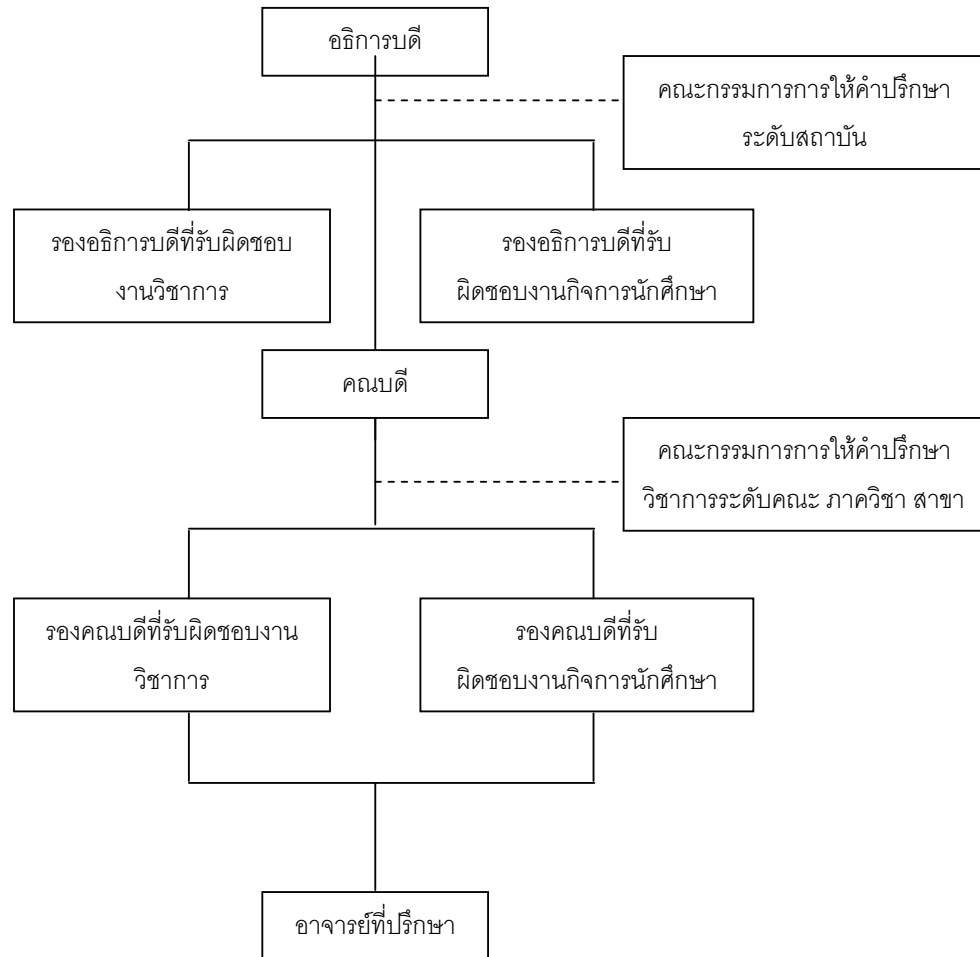 อธิการบดี
คณะกรรมการการให้คำปรึกษา
ระดับสถาบัน
รองอธิการบดีที่รับผิดชอบ
งานวิชาการ
รองอธิการบดีที่รับ
ผิดชอบงานกิจการนักศึกษา
คณบดี
คณะกรรมการการให้คำปรึกษา
วิชาการระดับคณะ ภาควิชา สาขา
รองคณบดีที่รับผิดชอบงาน
วิชาการ
รองคณบดีที่รับ
ผิดชอบงานกิจการนักศึกษา
อาจารย์ที่ปรึกษา